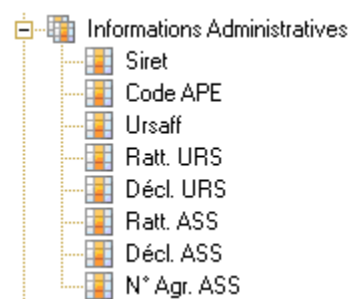 Informations Administratives
Siret
Code APE
Ursaff
Ratt. URS
Décl. URS
Ratt. ASS
Décl. ASS
N° Agr. ASS